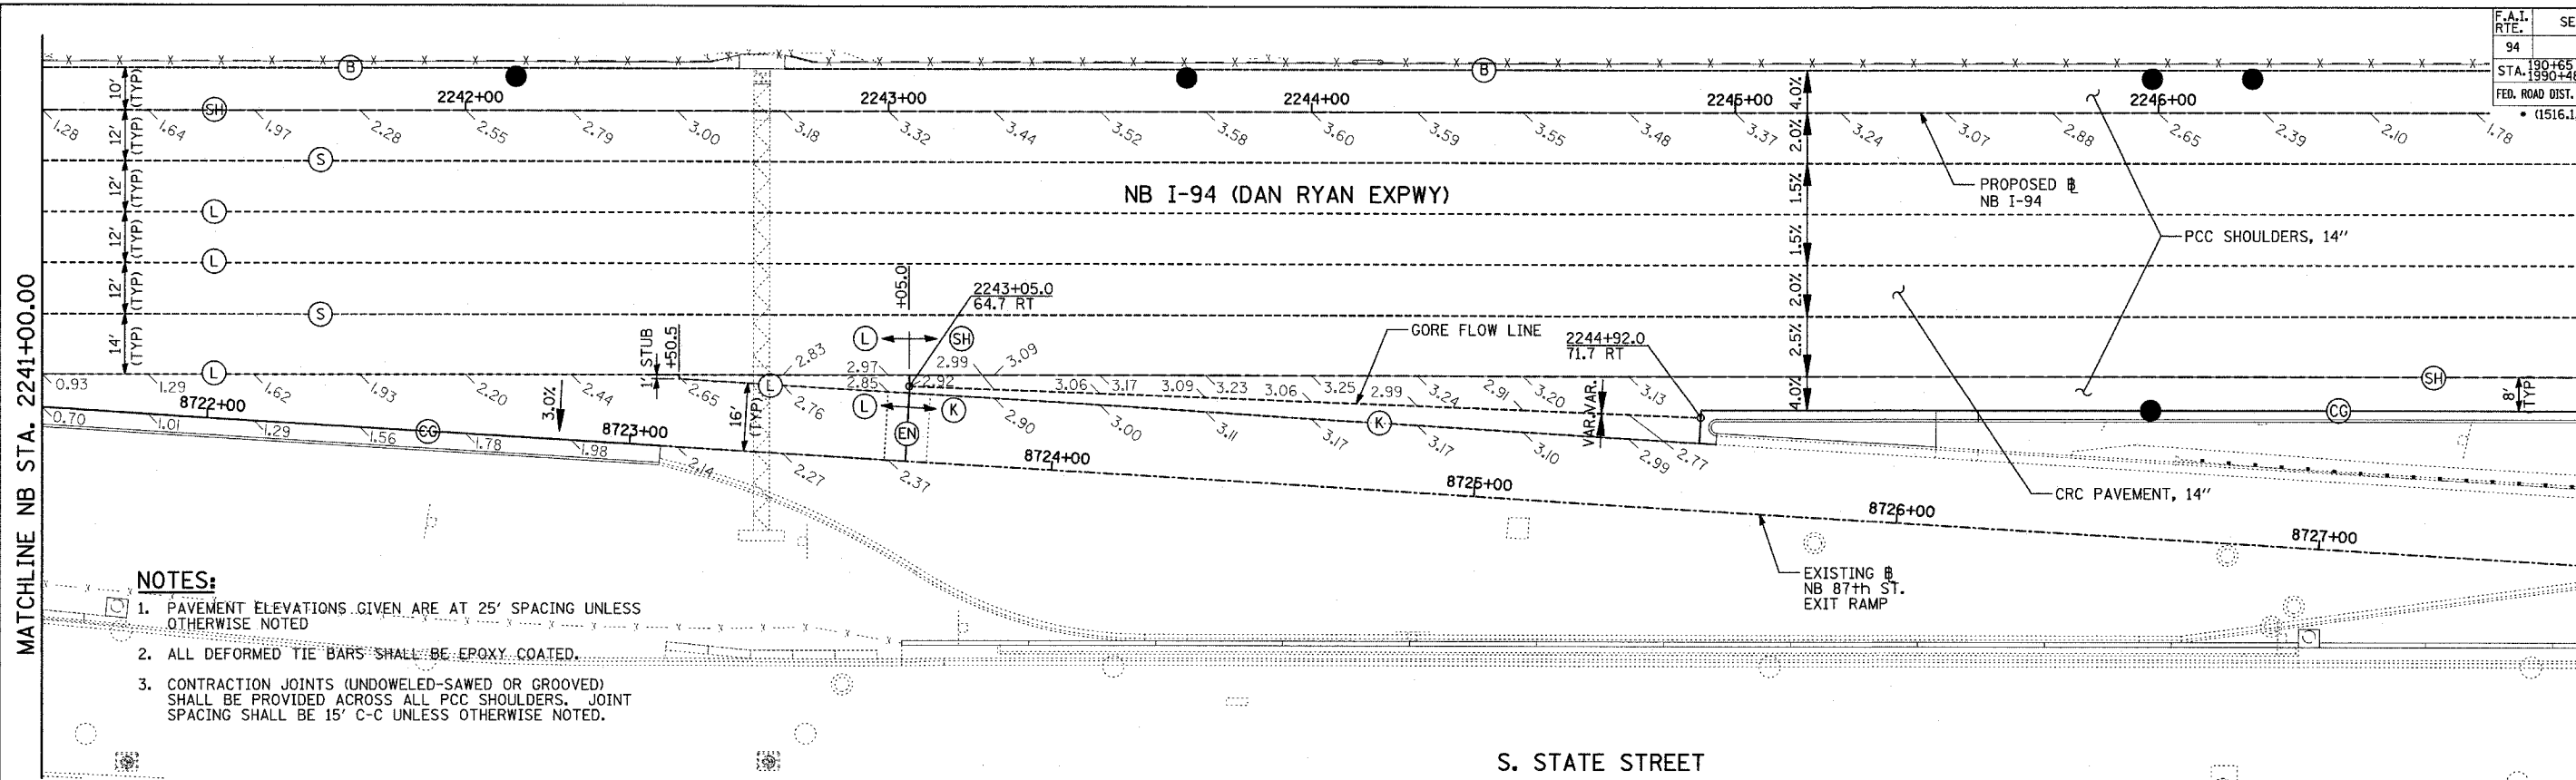 F.A.I. RTE. SE
94
STA. 190+65
1990+48
FED. ROAD DIST.
• (1516.1
B B
10' (TYP)
2242+00 2243+00 2244+00 2245+00 2246+00
SH
4.0%
1.28 1.64 1.97 2.28 2.55 2.79 3.00 3.18 3.32 3.44 3.52 3.58 3.60 3.59 3.55 3.48 3.37 3.24 3.07 2.88 2.65 2.39 2.10 1.78
12' (TYP)
2.0%
S
12' (TYP)
NB I-94 (DAN RYAN EXPWY)
1.5%
PROPOSED
NB I-94
L
12' (TYP)
1.5%
PCC SHOULDERS, 14"
L
12' (TYP)
2.0%
S
14' (TYP)
2.5%
MATCHLINE NB STA. 2241+00.00
1' STUB
+50.5
+05.0
2243+05.0
64.7 RT
L SH
GORE FLOW LINE
2244+92.0
71.7 RT
L
2.83 2.97 2.99 3.09
0.93 1.29 1.62 1.93 2.20 2.44 2.65 L 2.85 2.92 3.06 3.17 3.09 3.23 3.06 3.25 2.99 3.24 2.91 3.20 3.13
SH
4.0%
8' (TYP)
2.76
3.0%
16' (TYP)
VAR. VAR.
8722+00 8723+00
L K
EN
2.90 3.00 3.11 3.17 K 3.17 3.10 2.99 2.77
CG
0.70 1.01 1.29 1.56 CG 1.78 1.98 2.14 2.27 2.37
8724+00 8725+00 8726+00 8727+00
CRC PAVEMENT, 14"
EXISTING
NB 87th ST.
EXIT RAMP
NOTES:
1. PAVEMENT ELEVATIONS GIVEN ARE AT 25' SPACING UNLESS
OTHERWISE NOTED
2. ALL DEFORMED TIE BARS SHALL BE EPOXY COATED.
3. CONTRACTION JOINTS (UNDOWELED-SAWED OR GROOVED)
SHALL BE PROVIDED ACROSS ALL PCC SHOULDERS. JOINT
SPACING SHALL BE 15' C-C UNLESS OTHERWISE NOTED.
S. STATE STREET